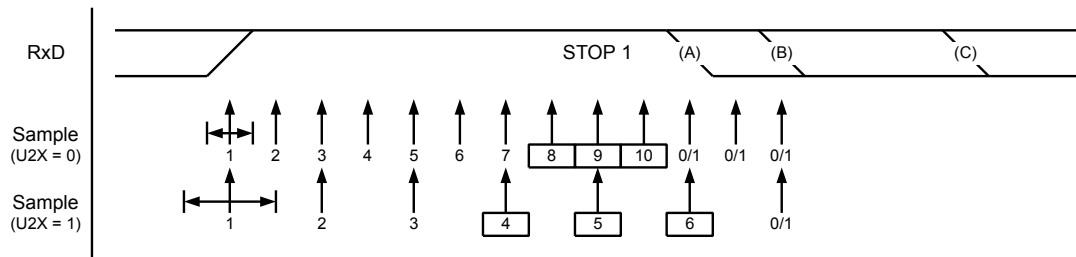 RxD STOP 1 (A) (B) (C)
Sample
(U2X = 0)
1 2 3 4 5 6 7 8 9 10 0/1 0/1 0/1
Sample
(U2X = 1)
1 2 3 4 5 6 0/1